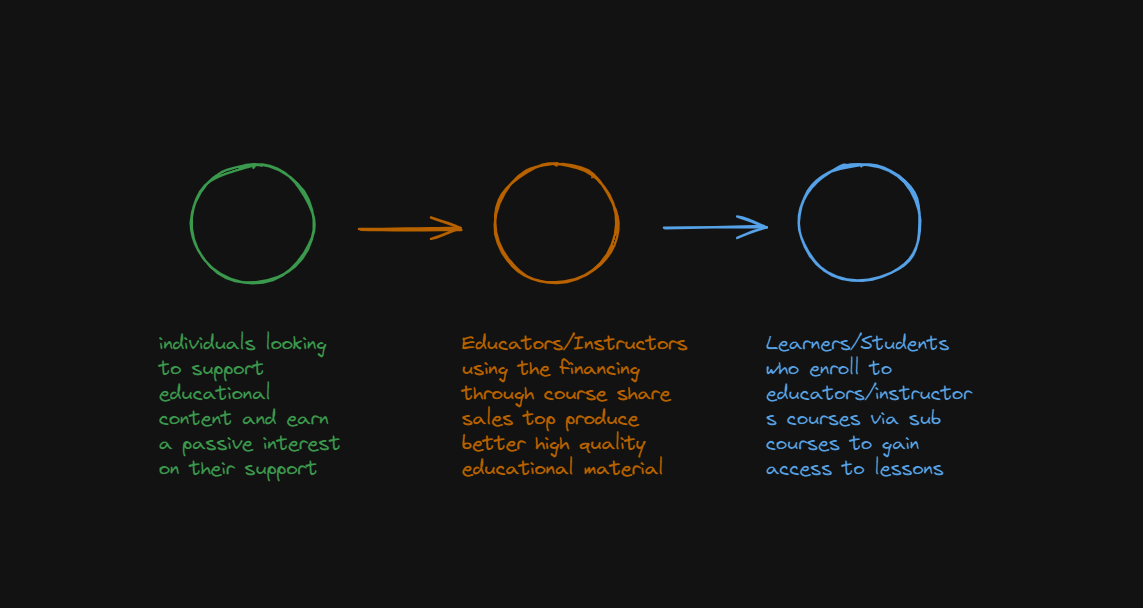 individuals looking
to support
educational
content and earn
a passive interest
on their support
Educators/Instructors
using the financing
through course share
sales top produce
better high quality
educational material
Learners/Students
who enroll to
educators/instructor
s courses via sub
courses to gain
access to lessons